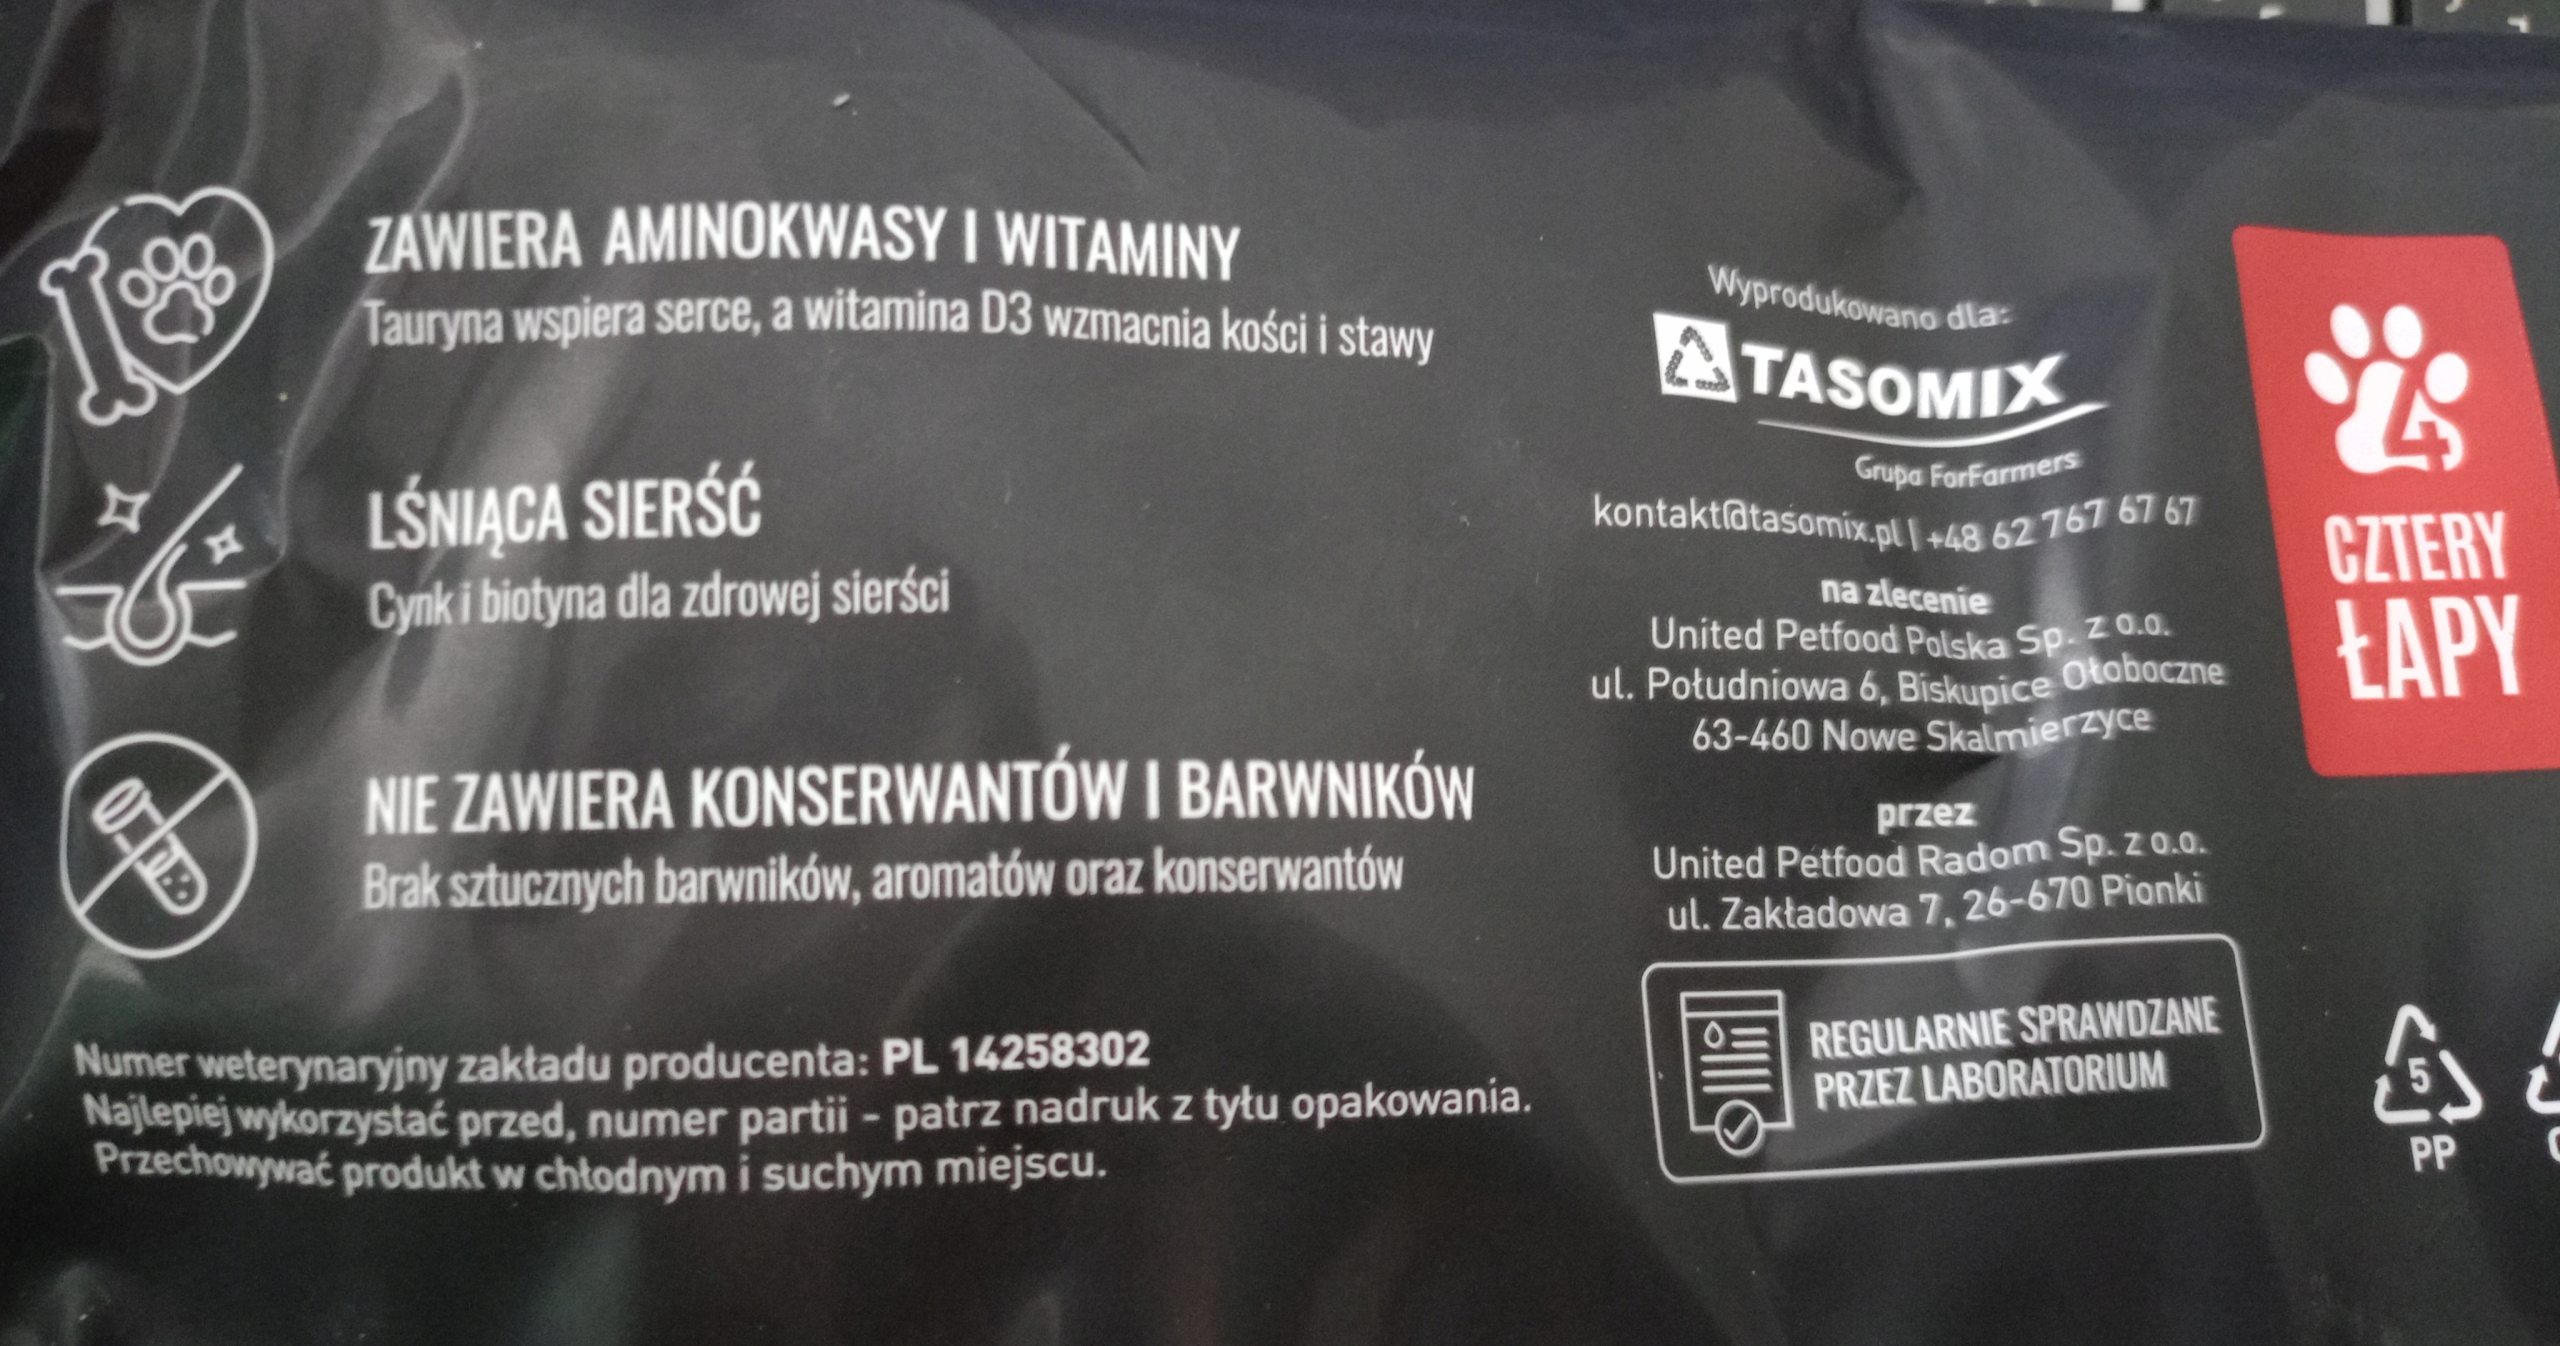 ZAWIERA AMINOKWASY I WITAMINY
Tauryna wspiera serce, a witamina D3 wzmacnia kości i stawy
LŚNIĄCA SIERŚĆ
Cynk i biotyna dla zdrowej sierści
NIE ZAWIERA KONSERWANTÓW I BARWNIKÓW
Brak sztucznych barwników, aromatów oraz konserwantów
Numer weterynaryjny zakładu producenta: PL 14258302
Najlepiej wykorzystać przed, numer partii - patrz nadruk z tyłu opakowania.
Przechowywać produkt w chłodnym i suchym miejscu.
Wyprodukowano dla:
TASOMIX
Grupa ForFarmers
kontakt@tasomix.pl | +48 62 767 67 67
na zlecenie
United Petfood Polska Sp. z o.o.
ul. Południowa 6, Biskupice Ołoboczne
63-460 Nowe Skalmierzyce
przez
United Petfood Radom Sp. z o.o.
ul. Zakładowa 7, 26-670 Pionki
REGULARNIE SPRAWDZANE
PRZEZ LABORATORIUM
4
CZTERY
ŁAPY
5
PP